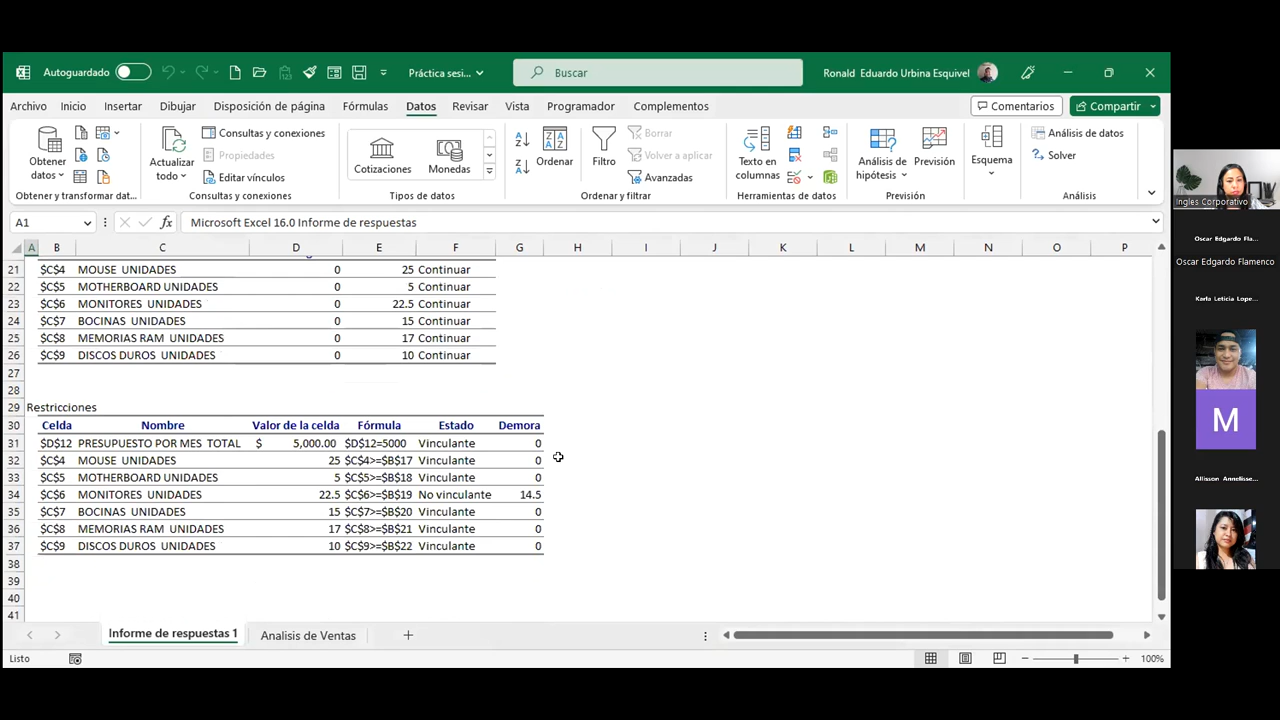 Autoguardado
Práctica sesi...
Buscar
Ronald Eduardo Urbina Esquivel
Archivo Inicio Insertar Dibujar Disposición de página Fórmulas Datos Revisar Vista Programador Complementos
Comentarios Compartir
Obtener datos
Actualizar todo
Consultas y conexiones
Propiedades
Editar vínculos
Cotizaciones Monedas
Ordenar
Filtro
Borrar
Volver a aplicar
Avanzadas
Texto en columnas
Análisis de hipótesis
Previsión
Esquema
Análisis de datos
Solver
Obtener y transformar dat... Consultas y conexiones Tipos de datos Ordenar y filtrar Herramientas de datos Previsión Análisis
A1 fx Microsoft Excel 16.0 Informe de respuestas
A B C D E F G H I J K L M N O P
21 $C$4 MOUSE UNIDADES 0 25 Continuar
22 $C$5 MOTHERBOARD UNIDADES 0 5 Continuar
23 $C$6 MONITORES UNIDADES 0 22.5 Continuar
24 $C$7 BOCINAS UNIDADES 0 15 Continuar
25 $C$8 MEMORIAS RAM UNIDADES 0 17 Continuar
26 $C$9 DISCOS DUROS UNIDADES 0 10 Continuar
27
28
29 Restricciones
30 Celda Nombre Valor de la celda Fórmula Estado Demora
31 $D$12 PRESUPUESTO POR MES TOTAL $ 5,000.00 $D$12=5000 Vinculante 0
32 $C$4 MOUSE UNIDADES 25 $C$4>=$B$17 Vinculante 0
33 $C$5 MOTHERBOARD UNIDADES 5 $C$5>=$B$18 Vinculante 0
34 $C$6 MONITORES UNIDADES 22.5 $C$6>=$B$19 No vinculante 14.5
35 $C$7 BOCINAS UNIDADES 15 $C$7>=$B$20 Vinculante 0
36 $C$8 MEMORIAS RAM UNIDADES 17 $C$8>=$B$21 Vinculante 0
37 $C$9 DISCOS DUROS UNIDADES 10 $C$9>=$B$22 Vinculante 0
38
39
40
41
Informe de respuestas 1 Analisis de Ventas
Listo
100%
Ingles Corporativo
Oscar Edgardo Fla...
Oscar Edgardo Flamenco
Karla Leticia Lope...
M
Allisson Annelisse...